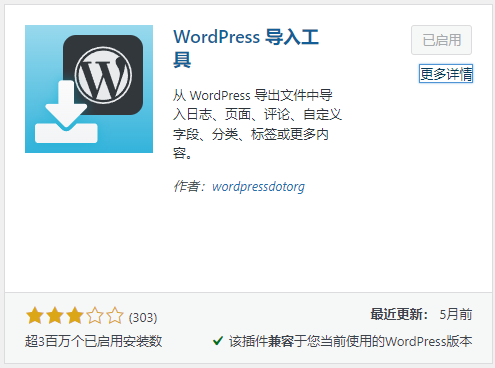 WordPress 导入工
具
已启用
更多详情
从 WordPress 导出文件中导
入日志、页面、评论、自定义
字段、分类、标签或更多内
容。
作者：wordpressdotorg
(303)
最近更新： 5月前
超3百万个已启用安装数
该插件兼容于您当前使用的WordPress版本